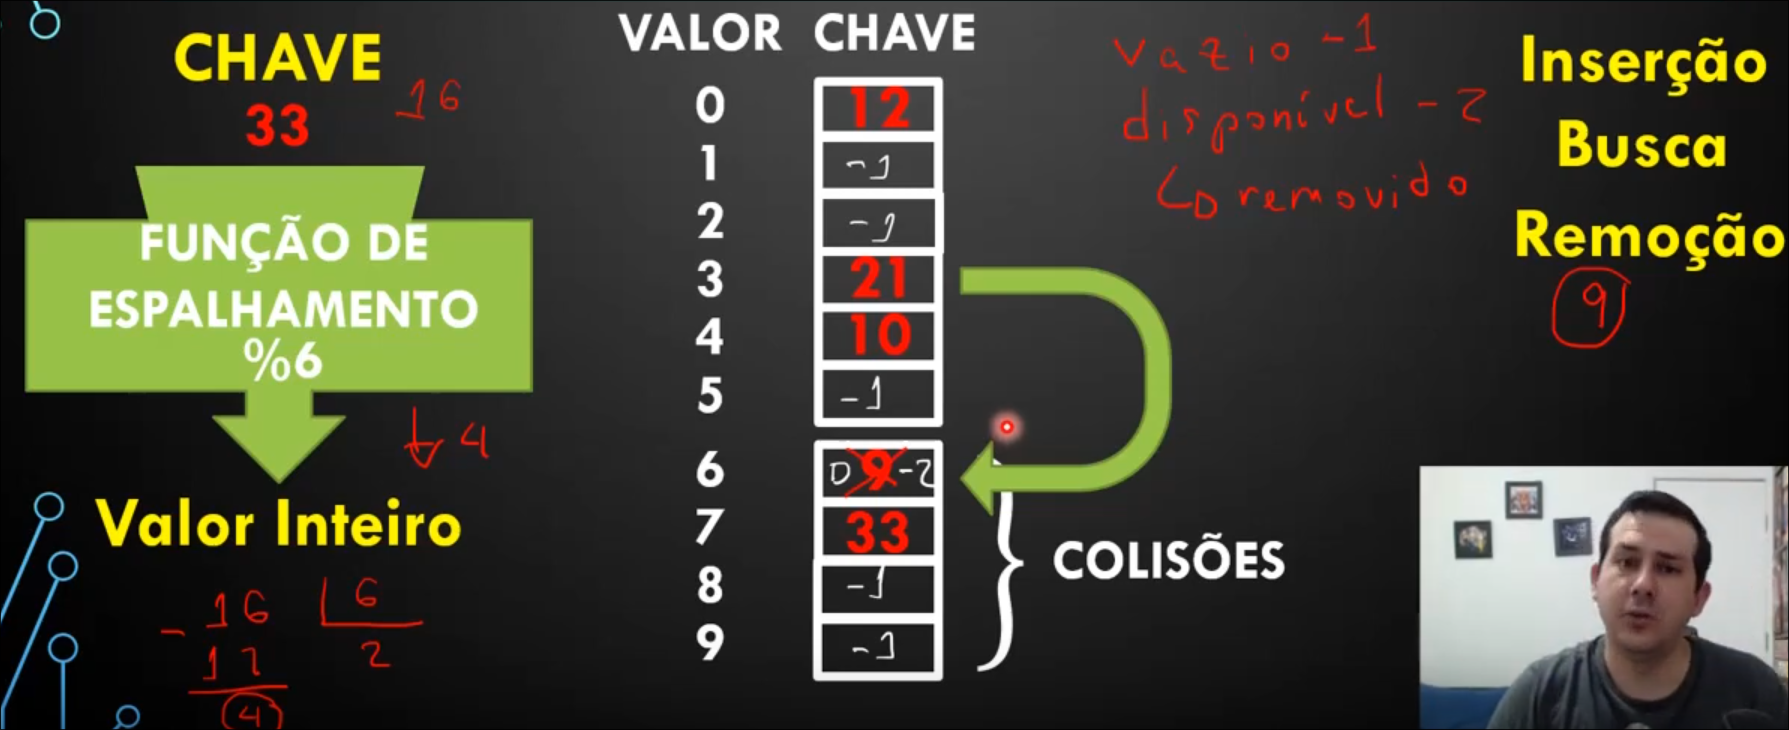 CHAVE
33 16
FUNÇÃO DE
ESPALHAMENTO
%6
4
Valor Inteiro
16 6
- 12 2
4
VALOR CHAVE
0 12
1 -1
2 -1
3 21
4 10
5 -1
6 D 9 -2
7 33
8 -1
9 -1
COLISÕES
vazio -1
disponível -2
removido
Inserção
Busca
Remoção
9